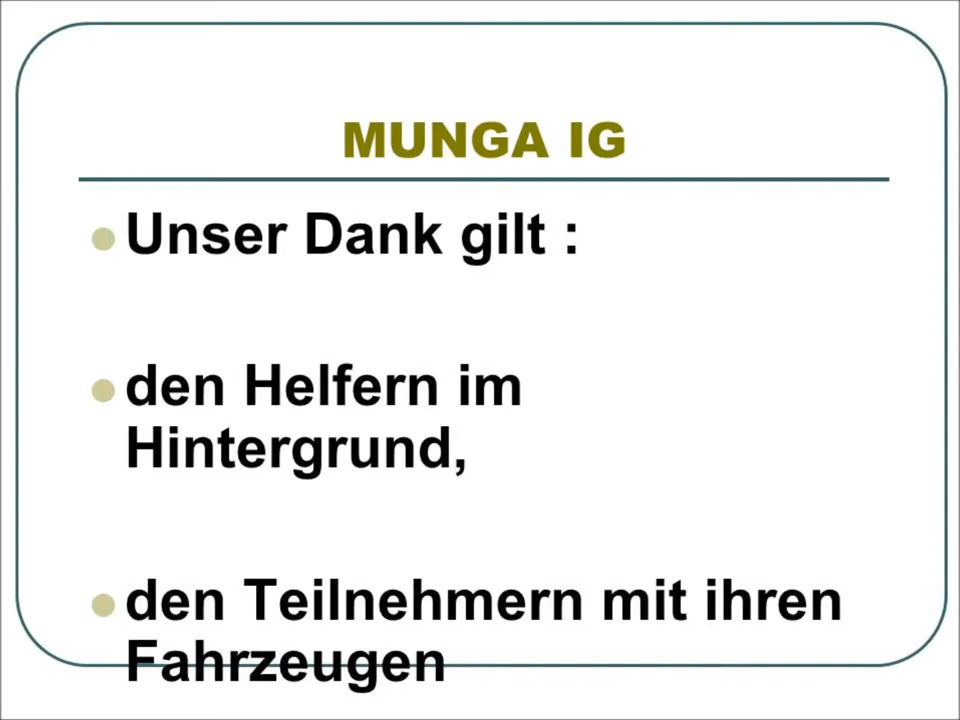 MUNGA IG
Unser Dank gilt :
den Helfern im
Hintergrund,
den Teilnehmern mit ihren
Fahrzeugen